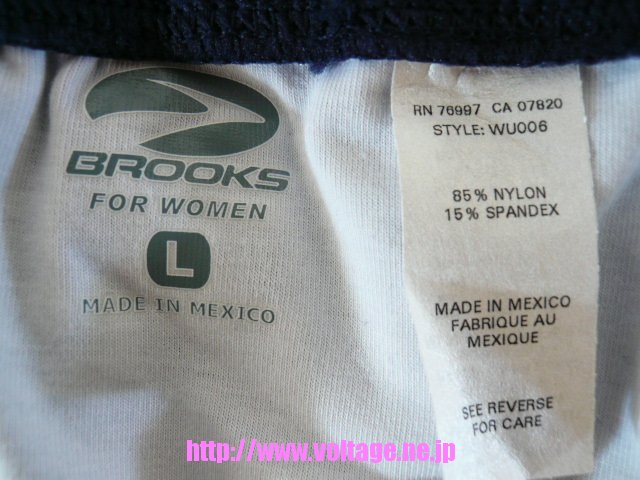 BROOKS
FOR WOMEN
L
MADE IN MEXICO
RN 76997 CA 07820
STYLE: WU006
85% NYLON
15% SPANDEX
MADE IN MEXICO
FABRIQUE AU
MEXIQUE
SEE REVERSE
FOR CARE
http://www.voltage.ne.jp